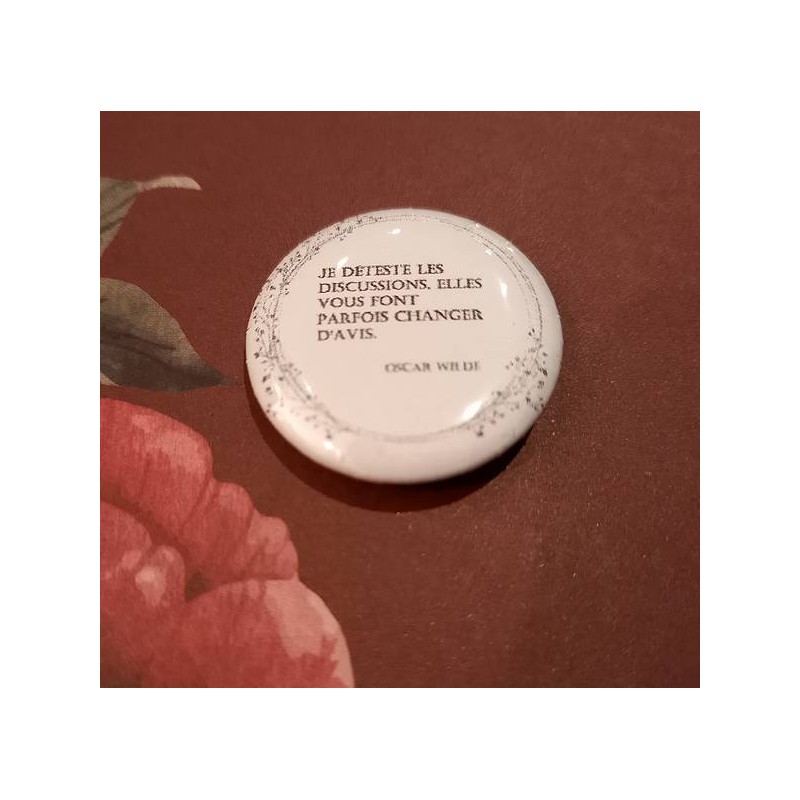 JE DÉTESTE LES
DISCUSSIONS. ELLES
VOUS FONT
PARFOIS CHANGER
D'AVIS.
OSCAR WILDE